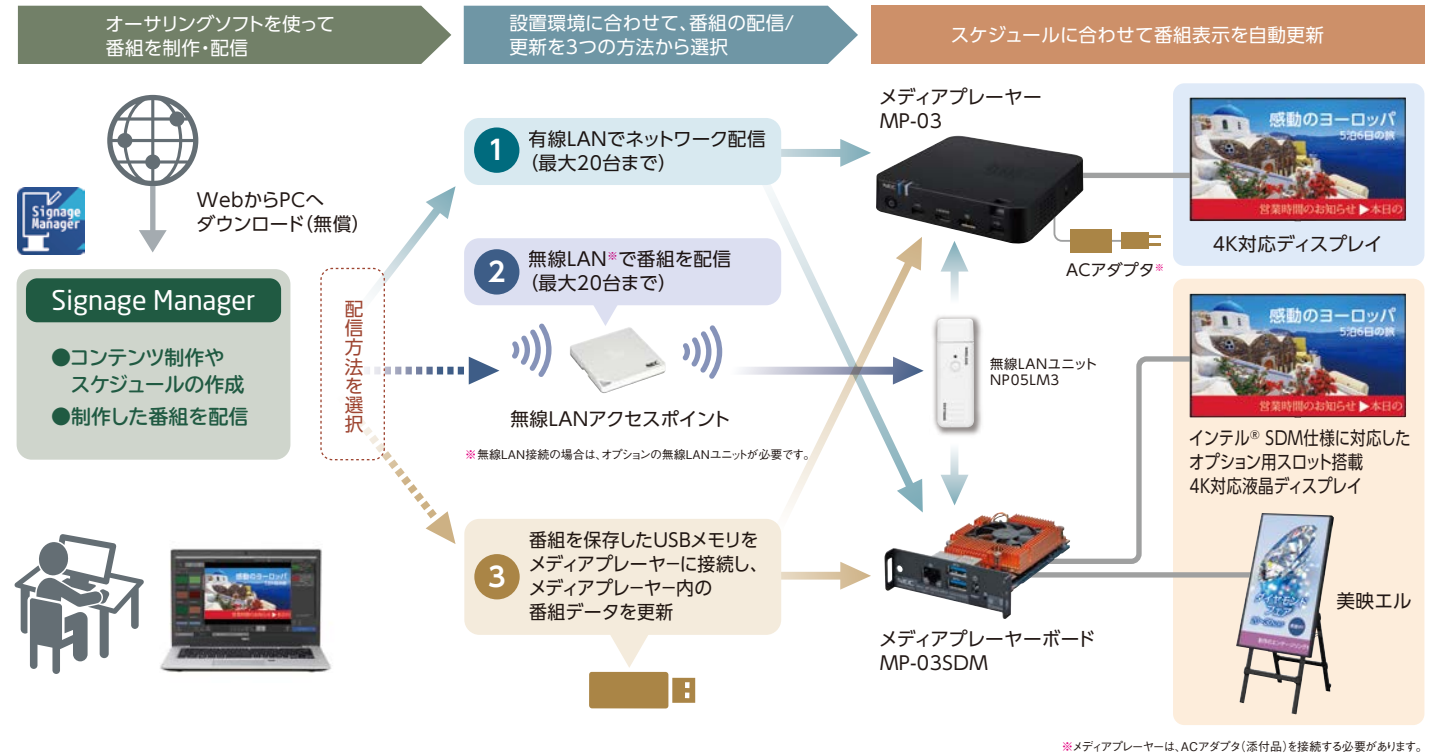 オーサリングソフトを使って
番組を制作・配信
設置環境に合わせて、番組の配信/
更新を3つの方法から選択
スケジュールに合わせて番組表示を自動更新
WebからPCへ
ダウンロード(無償)
Signage
Manager
Signage Manager
●コンテンツ制作や
スケジュールの作成
●制作した番組を配信
配信方法を選択
1
有線LANでネットワーク配信
(最大20台まで)
2
無線LAN※で番組を配信
(最大20台まで)
無線LANアクセスポイント
※無線LAN接続の場合は、オプションの無線LANユニットが必要です。
3
番組を保存したUSBメモリを
メディアプレーヤーに接続し、
メディアプレーヤー内の
番組データを更新
メディアプレーヤー
MP-03
NEC
ACアダプタ※
無線LANユニット
NP05LM3
NEC
メディアプレーヤーボード
MP-03SDM
感動のヨーロッパ
5泊6日の旅
営業時間のお知らせ ▶本日の
4K対応ディスプレイ
感動のヨーロッパ
5泊6日の旅
営業時間のお知らせ ▶本日の
インテル® SDM仕様に対応した
オプション用スロット搭載
4K対応液晶ディスプレイ
ダイヤモンド
フェア
美映エル
感動のヨーロッパ
※メディアプレーヤーは、ACアダプタ(添付品)を接続する必要があります。